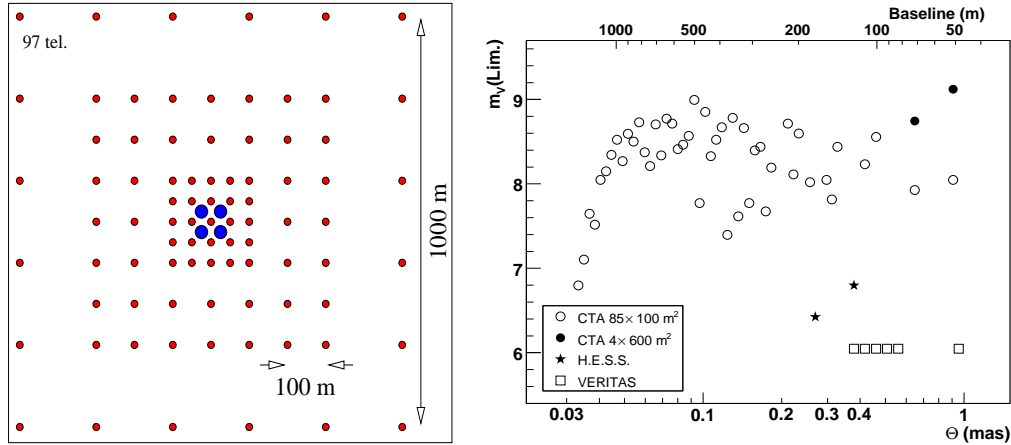 97 tel.
1000 m
100 m
Baseline (m)
1000 500 200 100 50
m_V(Lim.)
9
8
7
6
CTA 85× 100 m²
CTA 4× 600 m²
H.E.S.S.
VERITAS
0.03 0.1 0.2 0.3 0.4 1
Θ (mas)